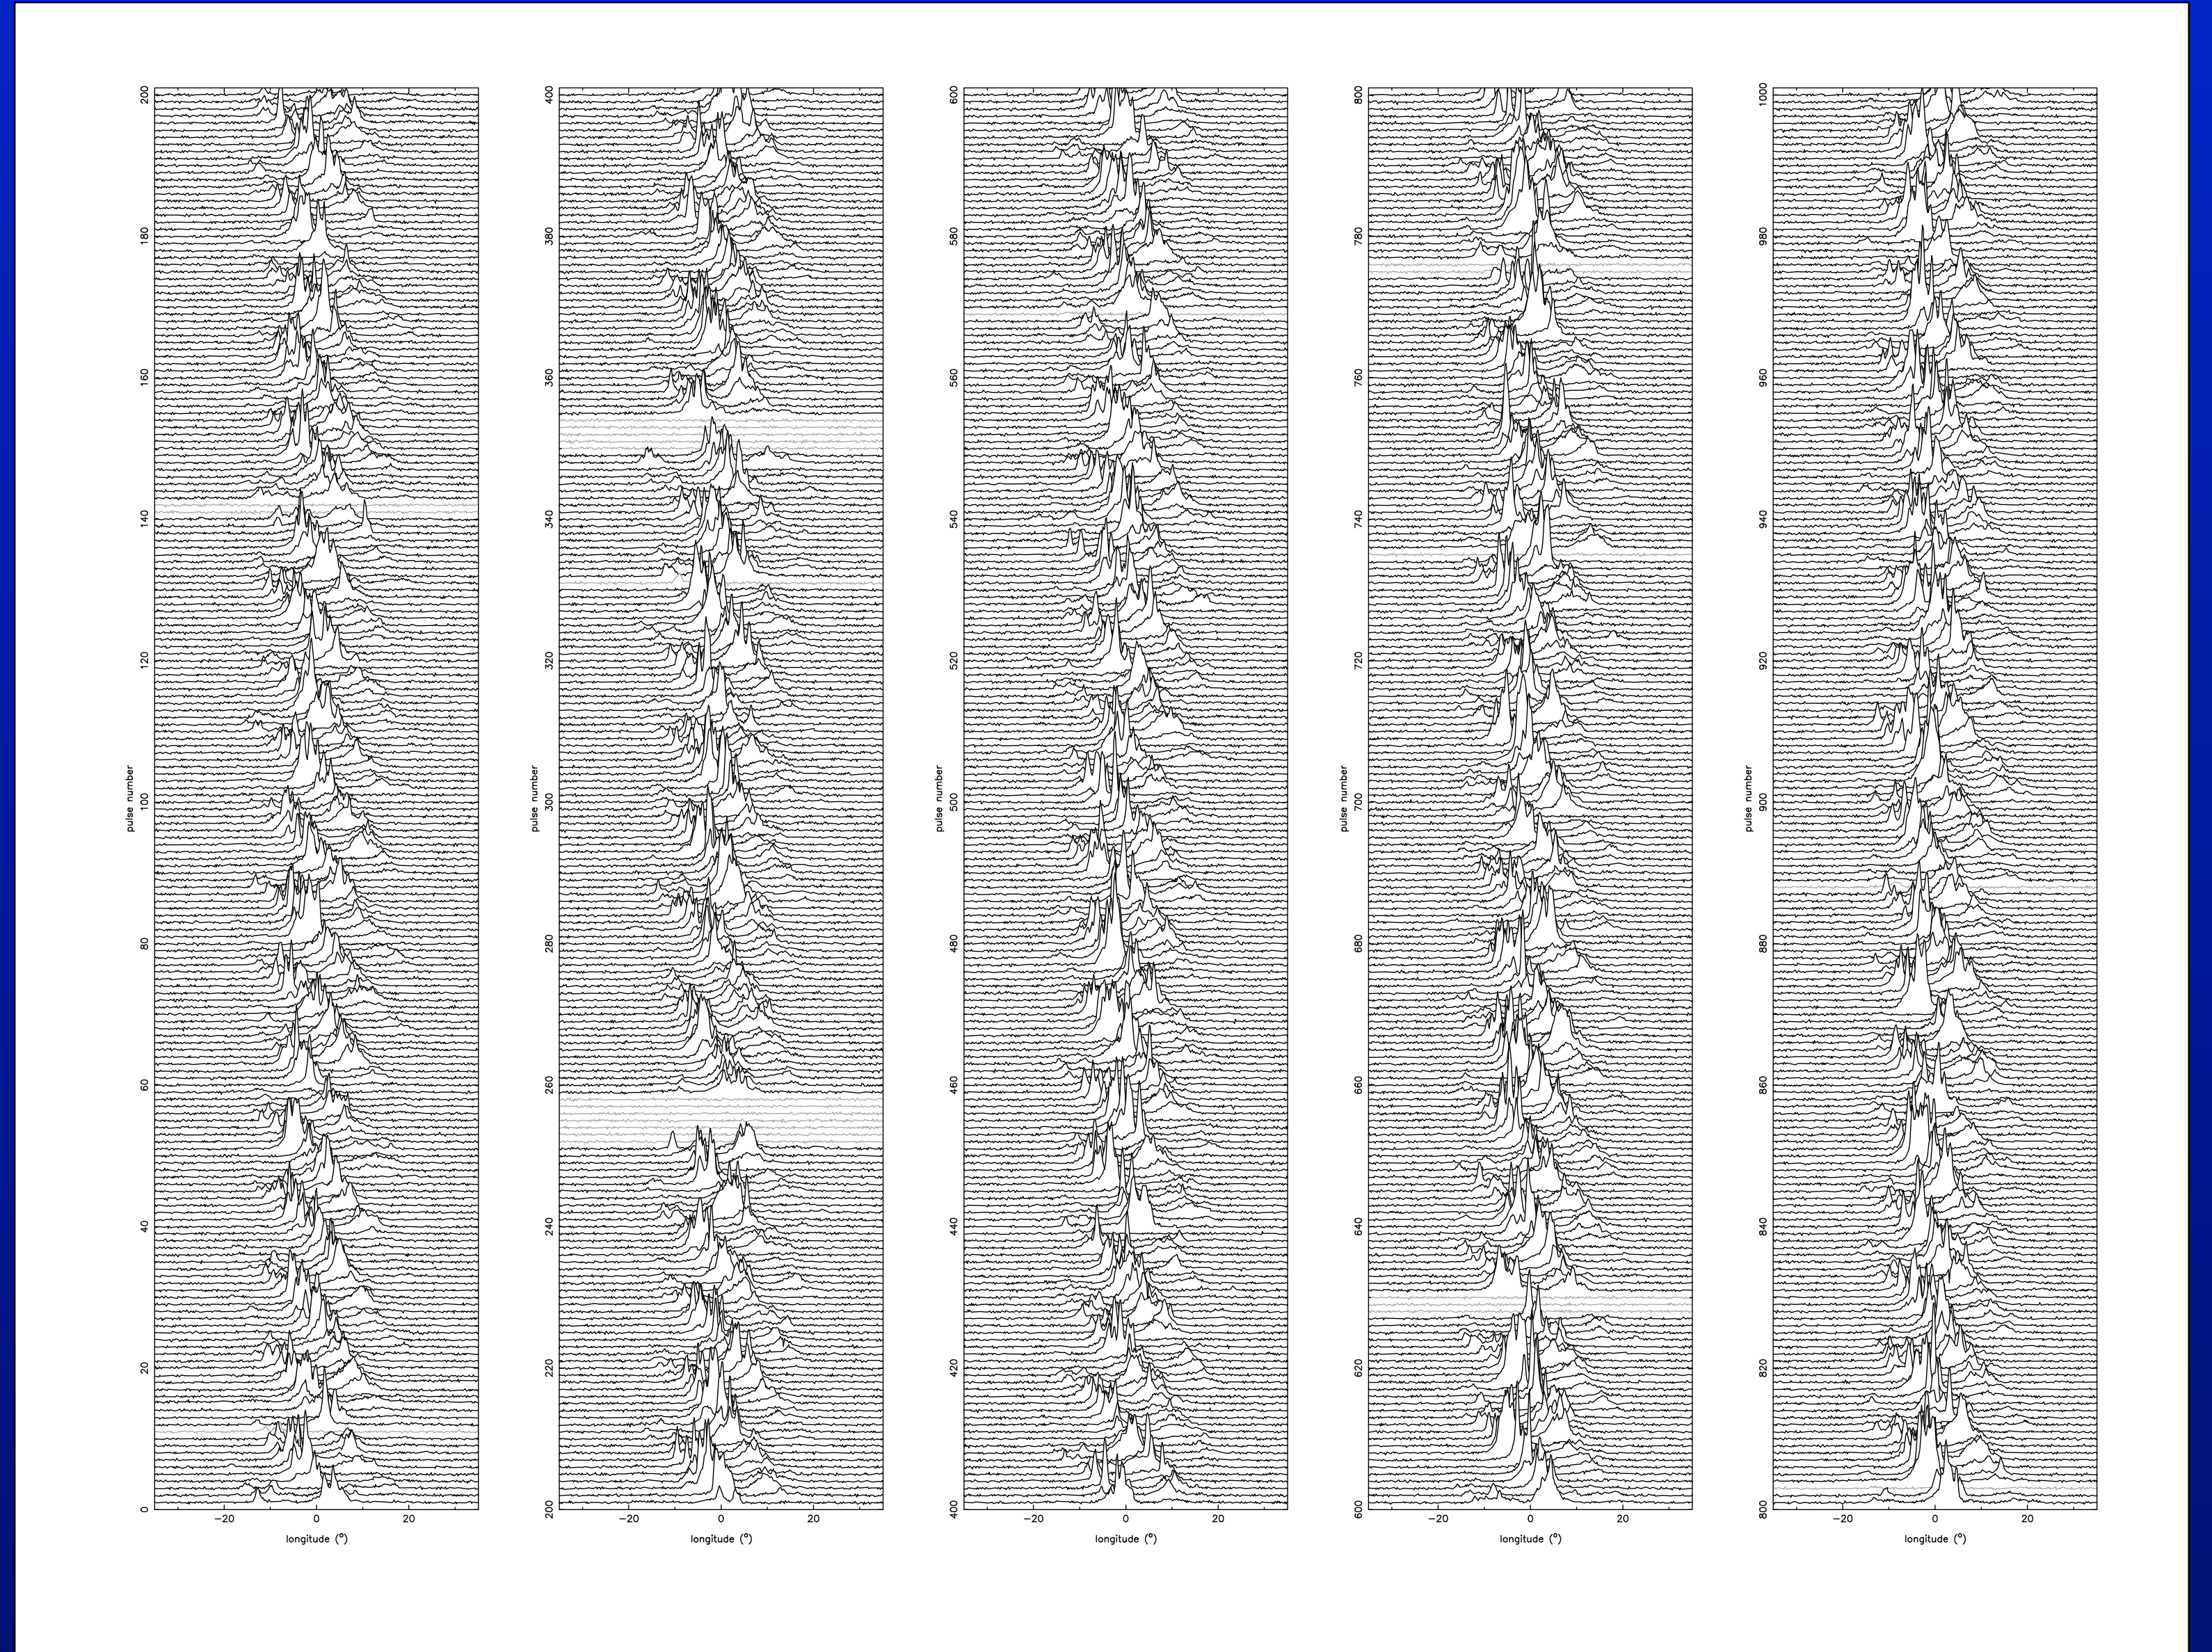 pulse number
0 20 40 60 80 100 120 140 160 180 200
−20 0 20
longitude (°)
pulse number
200 220 240 260 280 300 320 340 360 380 400
−20 0 20
longitude (°)
pulse number
400 420 440 460 480 500 520 540 560 580 600
−20 0 20
longitude (°)
pulse number
600 620 640 660 680 700 720 740 760 780 800
−20 0 20
longitude (°)
pulse number
800 820 840 860 880 900 920 940 960 980 1000
−20 0 20
longitude (°)